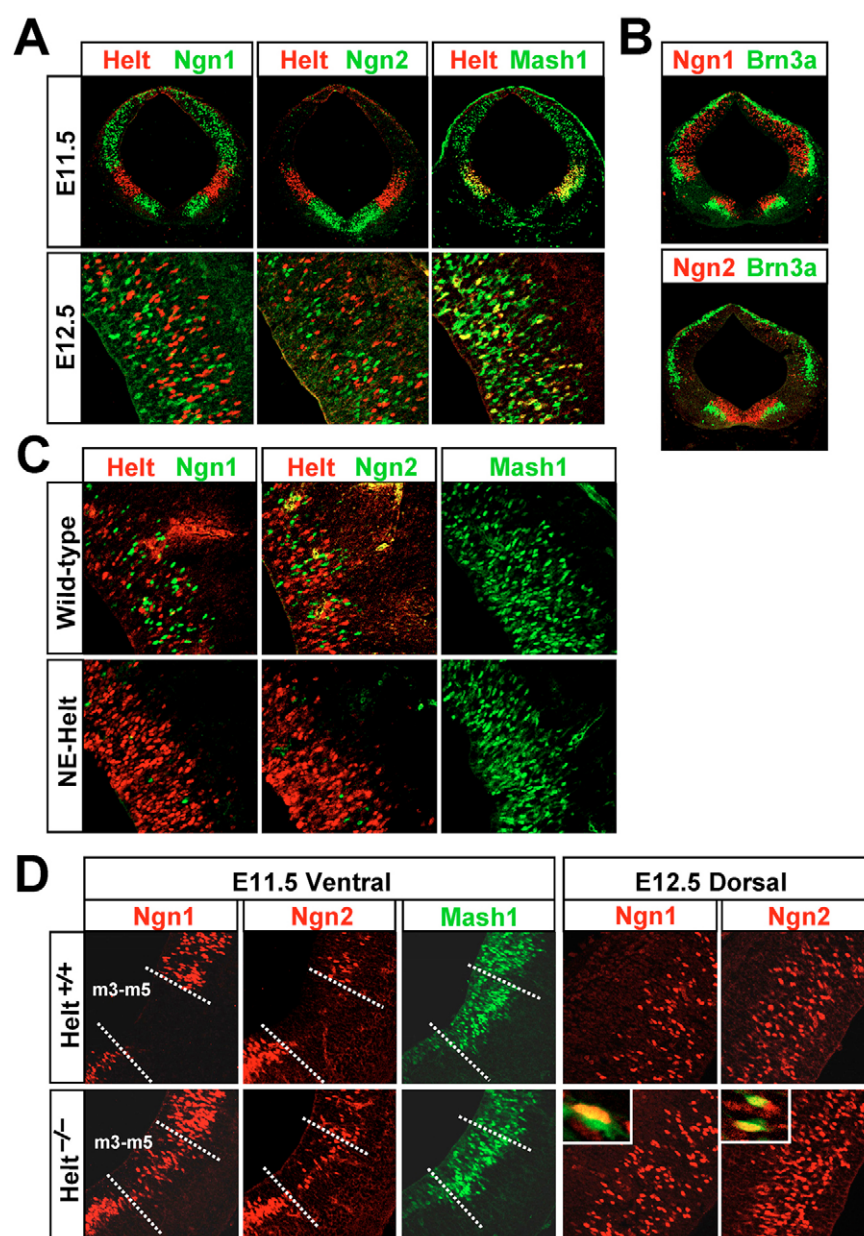 A
Helt Ngn1
Helt Ngn2
Helt Mash1
E11.5
E12.5
B
Ngn1 Brn3a
Ngn2 Brn3a
C
Helt Ngn1
Helt Ngn2
Mash1
Wild-type
NE-Helt
D
E11.5 Ventral
E12.5 Dorsal
Ngn1
Ngn2
Mash1
Ngn1
Ngn2
Helt+/+
m3-m5
Helt−/−
m3-m5